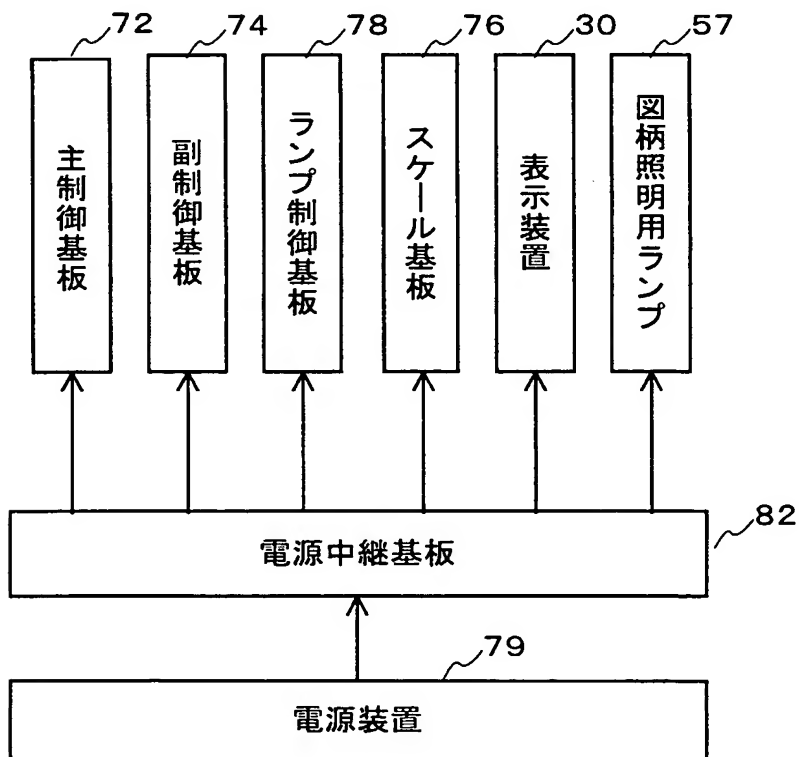 72
74
78
76
30
57
主制御基板
副制御基板
ランプ制御基板
スケール基板
表示装置
図柄照明用ランプ
82
電源中継基板
79
電源装置